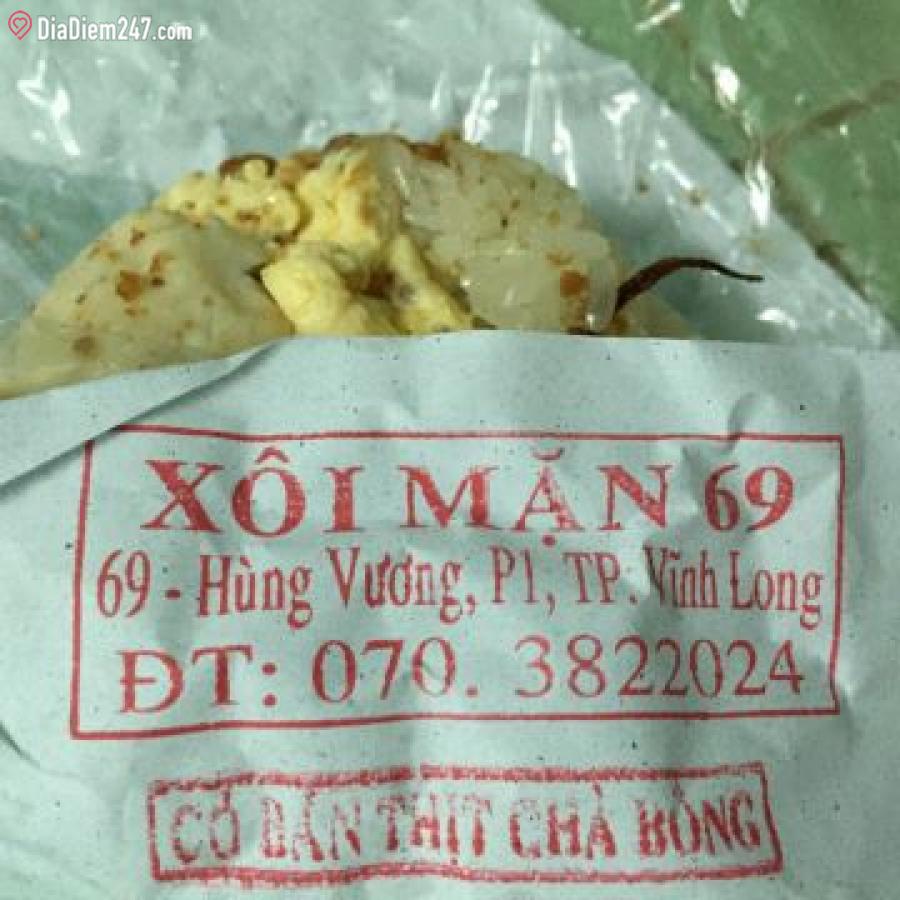 DiaDiem247.com
XÔI MẶN 69
69 - Hùng Vương, P1, TP: Vĩnh Long
ĐT: 070. 3822024
CÓ BÁN THỊT CHÀ BÔNG